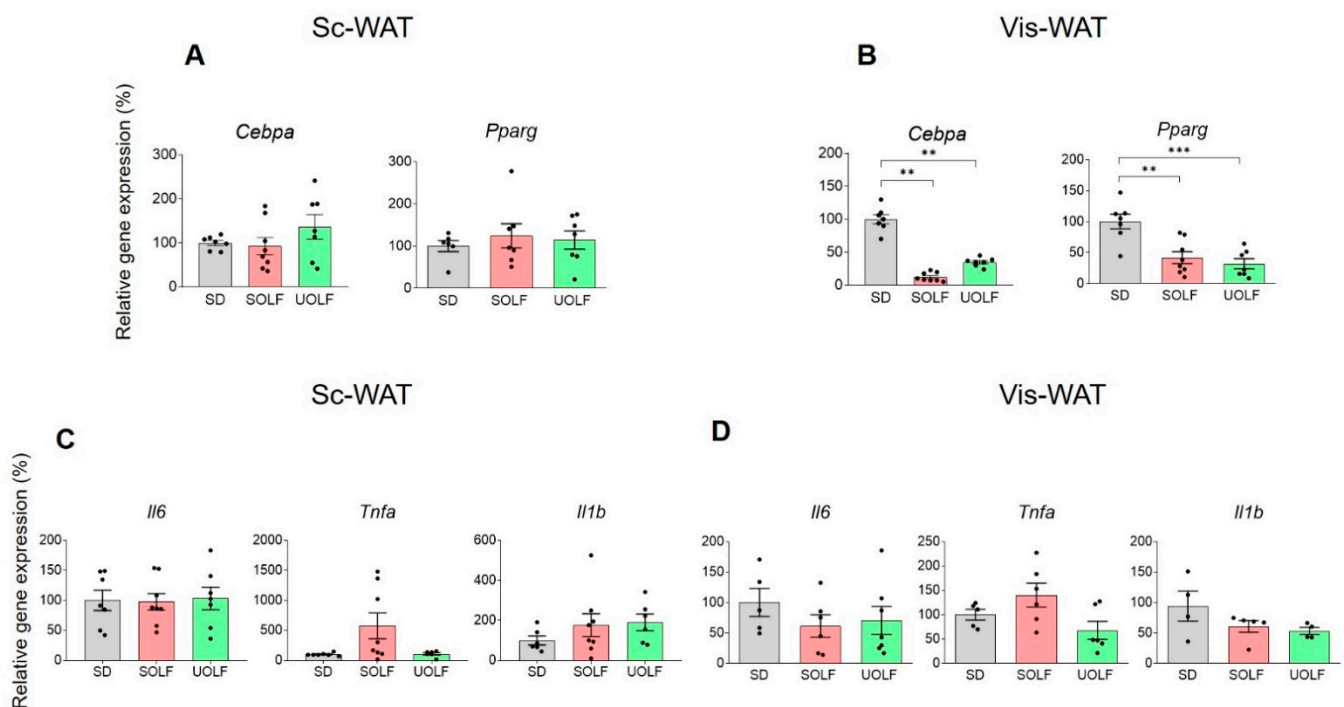 Sc-WAT
Vis-WAT
A
B
Relative gene expression (%)
Cebpa
300
200
100
0
SD
SOLF
UOLF
Pparg
300
200
100
0
SD
SOLF
UOLF
Cebpa
200
150
100
50
0
**
**
SD
SOLF
UOLF
Pparg
200
150
100
50
0
***
**
SD
SOLF
UOLF
Sc-WAT
Vis-WAT
C
D
Relative gene expression (%)
Il6
200
150
100
50
0
SD
SOLF
UOLF
Tnfa
2000
1500
1000
500
0
SD
SOLF
UOLF
Il1b
600
400
200
0
SD
SOLF
UOLF
Il6
200
150
100
50
0
SD
SOLF
UOLF
Tnfa
250
200
150
100
50
0
SD
SOLF
UOLF
Il1b
200
150
100
50
0
SD
SOLF
UOLF